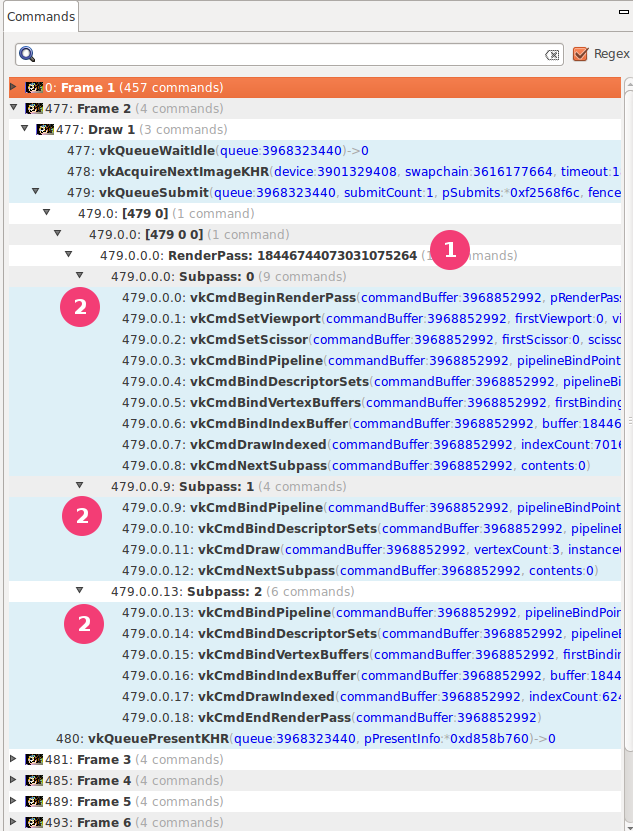 Commands
Regex
0: Frame 1 (457 commands)
477: Frame 2 (4 commands)
477: Draw 1 (3 commands)
477: vkQueueWaitIdle(queue:3968323440)->0
478: vkAcquireNextImageKHR(device:3901329408, swapchain:3616177664, timeout:1
479: vkQueueSubmit(queue:3968323440, submitCount:1, pSubmits:*0xf2568f6c, fence
479.0: [479 0] (1 command)
479.0.0: [479 0 0] (1 command)
479.0.0.0: RenderPass: 18446744073031075264 (1 mmands)
1
479.0.0.0: Subpass: 0 (9 commands)
479.0.0.0: vkCmdBeginRenderPass(commandBuffer:3968852992, pRenderPas
2
479.0.0.1: vkCmdSetViewport(commandBuffer:3968852992, firstViewport:0, vi
479.0.0.2: vkCmdSetScissor(commandBuffer:3968852992, firstScissor:0, scisso
479.0.0.3: vkCmdBindPipeline(commandBuffer:3968852992, pipelineBindPoint
479.0.0.4: vkCmdBindDescriptorSets(commandBuffer:3968852992, pipelineBi
479.0.0.5: vkCmdBindVertexBuffers(commandBuffer:3968852992, firstBinding
479.0.0.6: vkCmdBindIndexBuffer(commandBuffer:3968852992, buffer:18446
479.0.0.7: vkCmdDrawIndexed(commandBuffer:3968852992, indexCount:7016
479.0.0.8: vkCmdNextSubpass(commandBuffer:3968852992, contents:0)
479.0.0.9: Subpass: 1 (4 commands)
479.0.0.9: vkCmdBindPipeline(commandBuffer:3968852992, pipelineBindPoint
2
479.0.0.10: vkCmdBindDescriptorSets(commandBuffer:3968852992, pipelineB
479.0.0.11: vkCmdDraw(commandBuffer:3968852992, vertexCount:3, instanceC
479.0.0.12: vkCmdNextSubpass(commandBuffer:3968852992, contents:0)
479.0.0.13: Subpass: 2 (6 commands)
479.0.0.13: vkCmdBindPipeline(commandBuffer:3968852992, pipelineBindPoin
2
479.0.0.14: vkCmdBindDescriptorSets(commandBuffer:3968852992, pipelineB
479.0.0.15: vkCmdBindVertexBuffers(commandBuffer:3968852992, firstBindin
479.0.0.16: vkCmdBindIndexBuffer(commandBuffer:3968852992, buffer:1844
479.0.0.17: vkCmdDrawIndexed(commandBuffer:3968852992, indexCount:624
479.0.0.18: vkCmdEndRenderPass(commandBuffer:3968852992)
480: vkQueuePresentKHR(queue:3968323440, pPresentInfo:*0xd858b760)->0
481: Frame 3 (4 commands)
485: Frame 4 (4 commands)
489: Frame 5 (4 commands)
493: Frame 6 (4 commands)